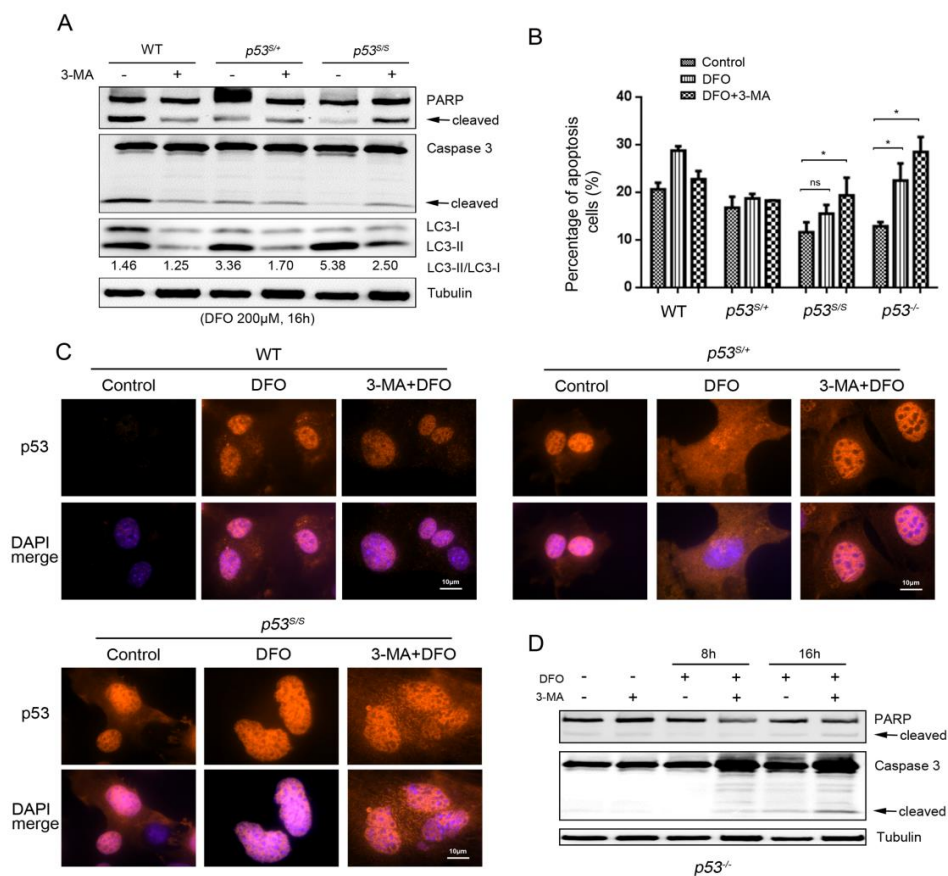 A
WT p53S/+ p53S/S
3-MA - + - + - +
PARP
cleaved
Caspase 3
cleaved
LC3-I
LC3-II
1.46 1.25 3.36 1.70 5.38 2.50 LC3-II/LC3-I
Tubulin
(DFO 200μM, 16h)
B
Control
DFO
DFO+3-MA
Percentage of apoptosis
cells (%)
40
30
20
10
0
ns * * *
WT p53S/+ p53S/S p53-/-
C
WT
Control DFO 3-MA+DFO
p53
DAPI
merge
10μm
p53S/+
Control DFO 3-MA+DFO
10μm
p53S/S
Control DFO 3-MA+DFO
p53
DAPI
merge
10μm
D
8h 16h
DFO - - + + + +
3-MA - + - + - +
PARP
cleaved
Caspase 3
cleaved
Tubulin
p53-/-